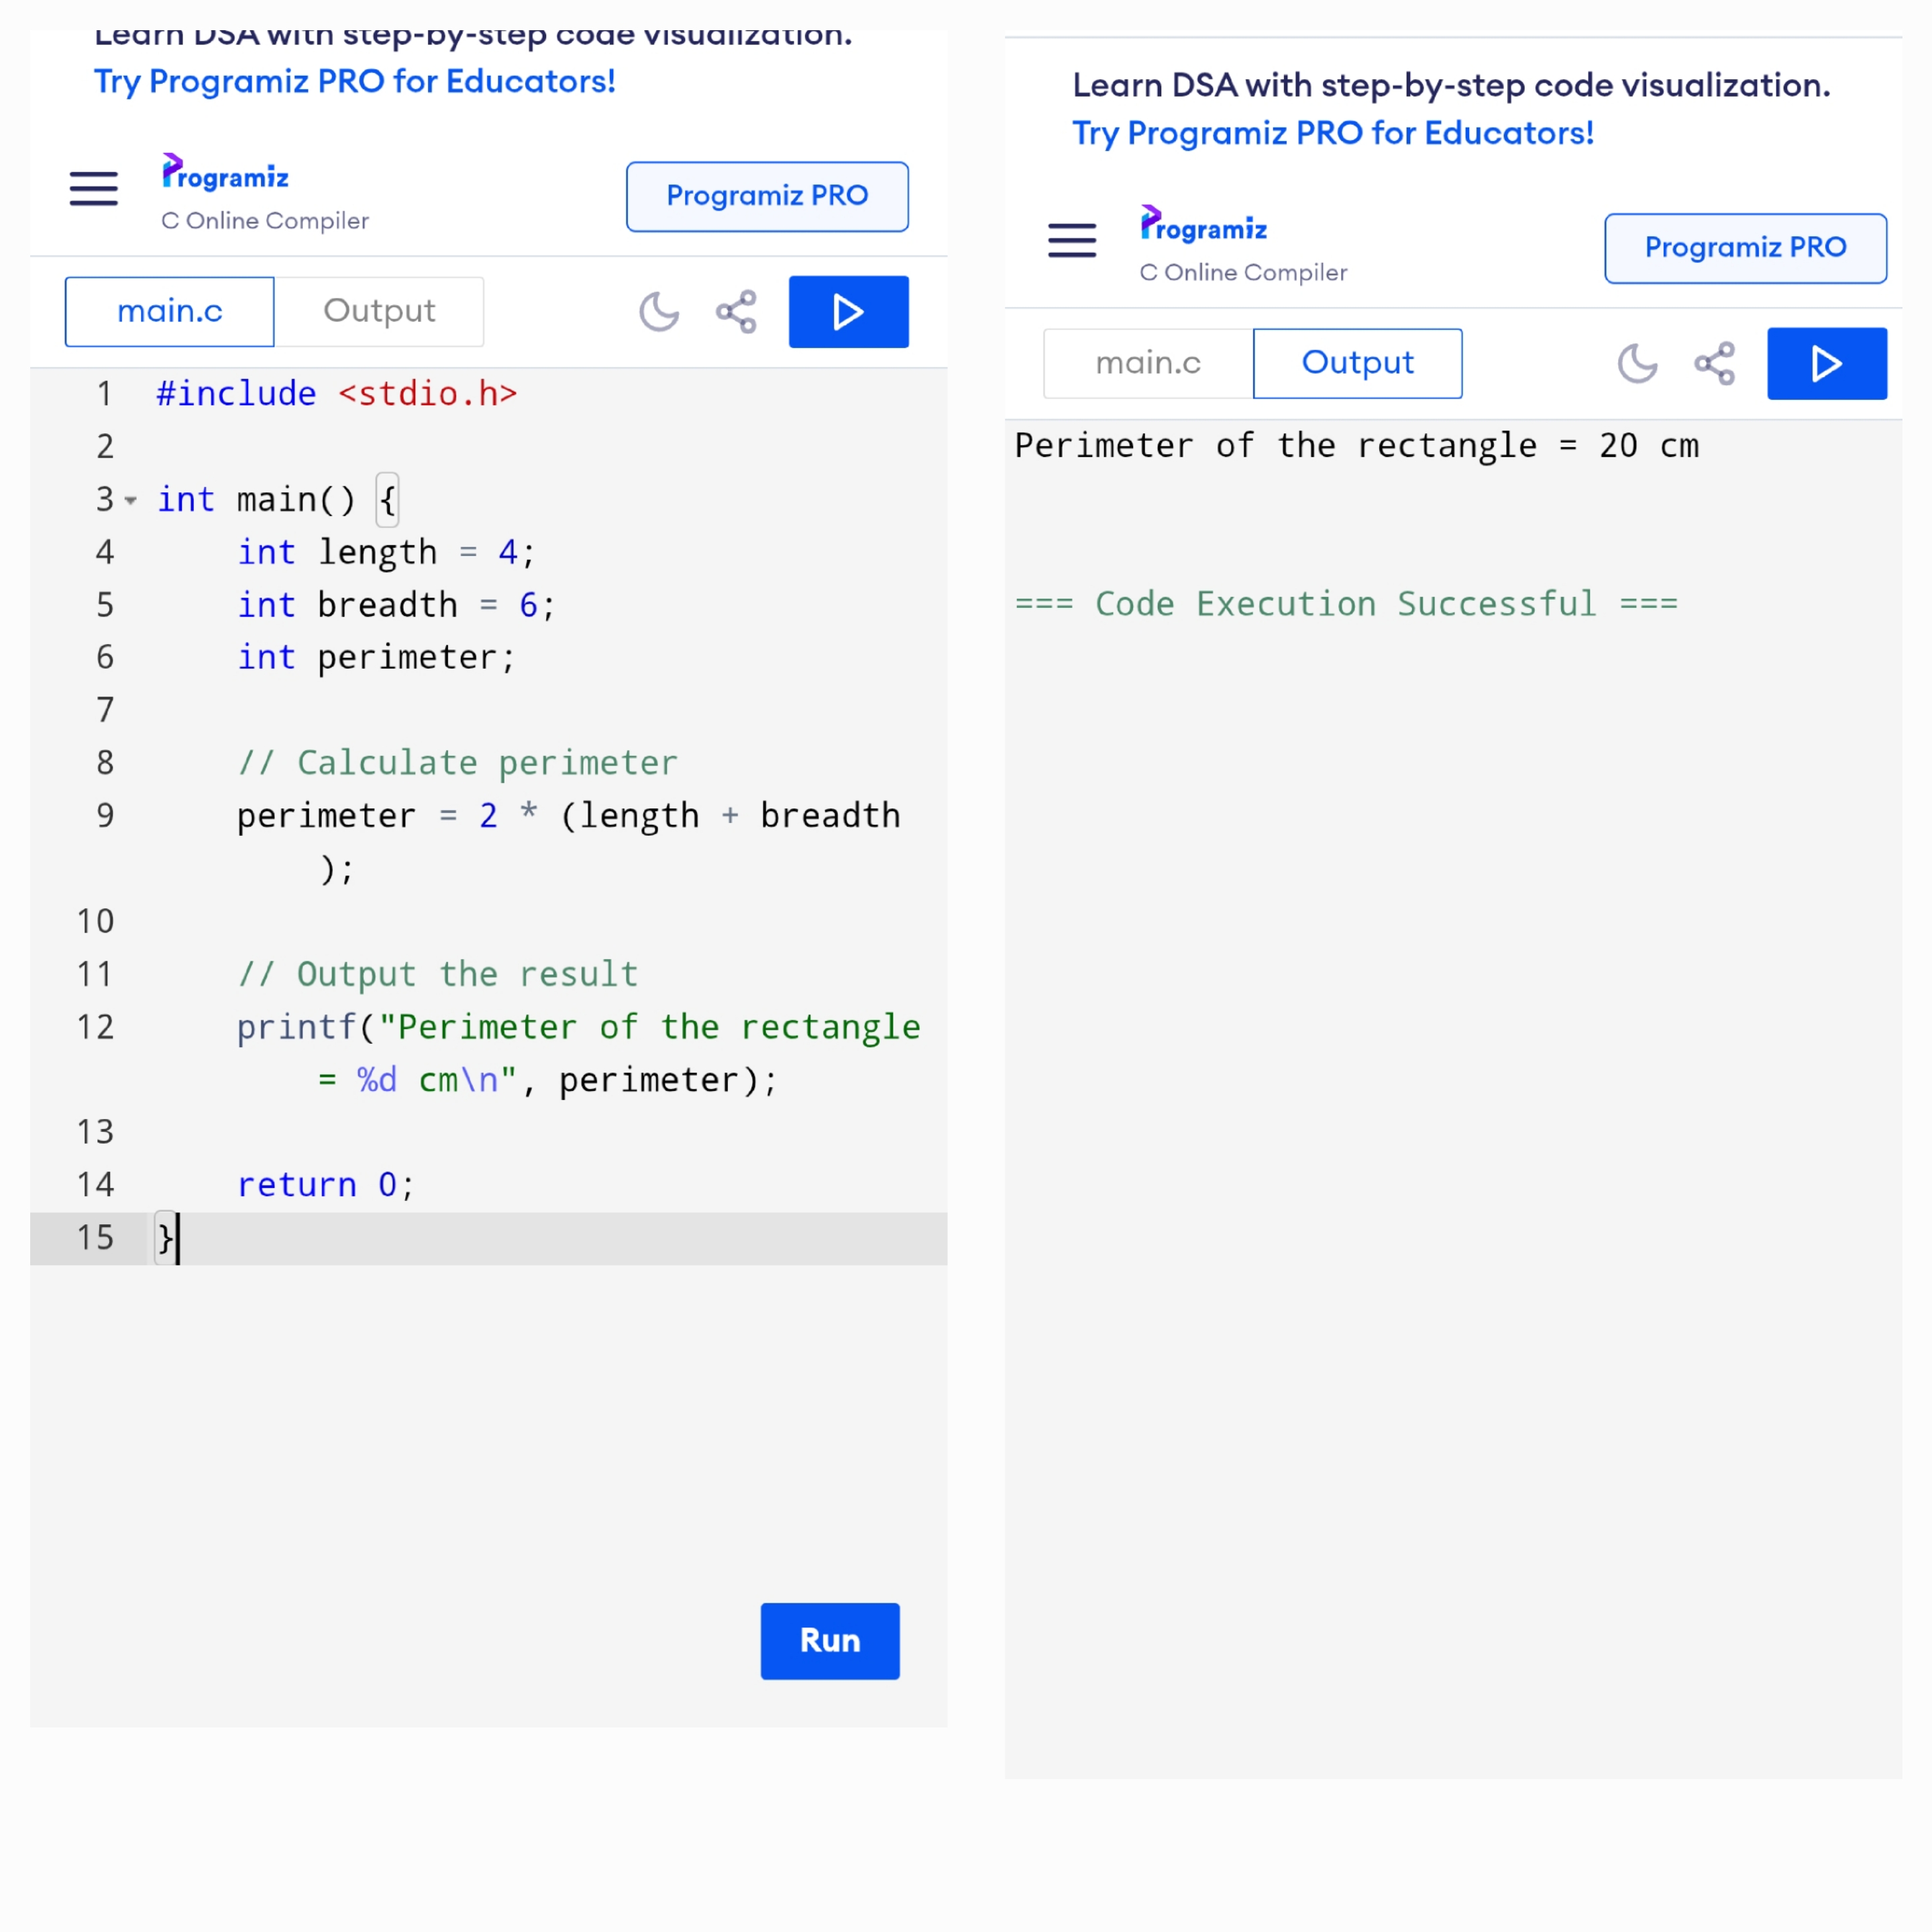 Learn DSA with step-by-step code visualization.
Try Programiz PRO for Educators!
Programiz
C Online Compiler
Programiz PRO
main.c
Output
1 #include <stdio.h>
2
3 int main() {
4     int length = 4;
5     int breadth = 6;
6     int perimeter;
7
8     // Calculate perimeter
9     perimeter = 2 * (length + breadth
        );
10
11     // Output the result
12     printf("Perimeter of the rectangle
        = %d cm\n", perimeter);
13
14     return 0;
15 }
Run
Learn DSA with step-by-step code visualization.
Try Programiz PRO for Educators!
Programiz
C Online Compiler
Programiz PRO
main.c
Output
Perimeter of the rectangle = 20 cm
=== Code Execution Successful ===